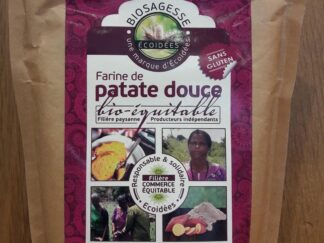 BIOSAGESSE
ÉCOIDÉES
une marque d'Écoidées
SANS
GLUTEN
Farine de
patate douce
bio-équitable
Filière paysanne Producteurs indépendants
Responsable & solidaire
Filière
COMMERCE
ÉQUITABLE
Ecoidées